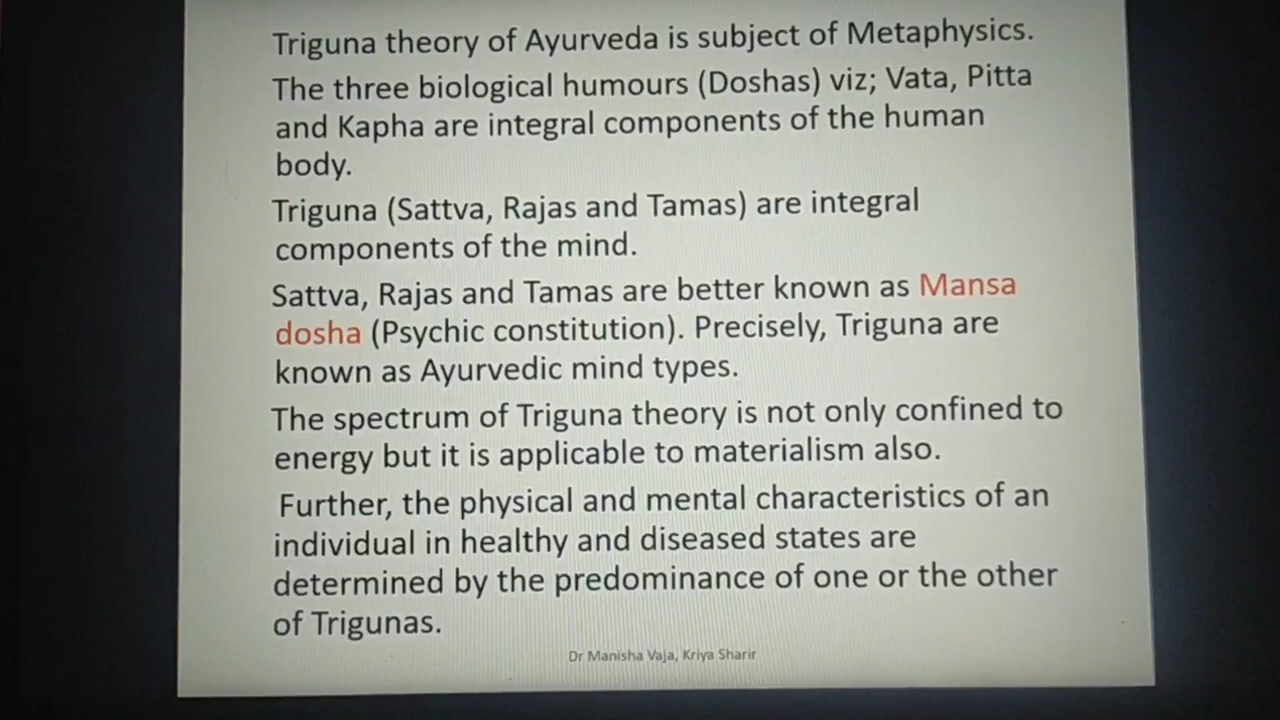 Triguna theory of Ayurveda is subject of Metaphysics.
The three biological humours (Doshas) viz; Vata, Pitta
and Kapha are integral components of the human
body.
Triguna (Sattva, Rajas and Tamas) are integral
components of the mind.
Sattva, Rajas and Tamas are better known as Mansa
dosha (Psychic constitution). Precisely, Triguna are
known as Ayurvedic mind types.
The spectrum of Triguna theory is not only confined to
energy but it is applicable to materialism also.
Further, the physical and mental characteristics of an
individual in healthy and diseased states are
determined by the predominance of one or the other
of Trigunas.
Dr Manisha Vaja, Kriya Sharir